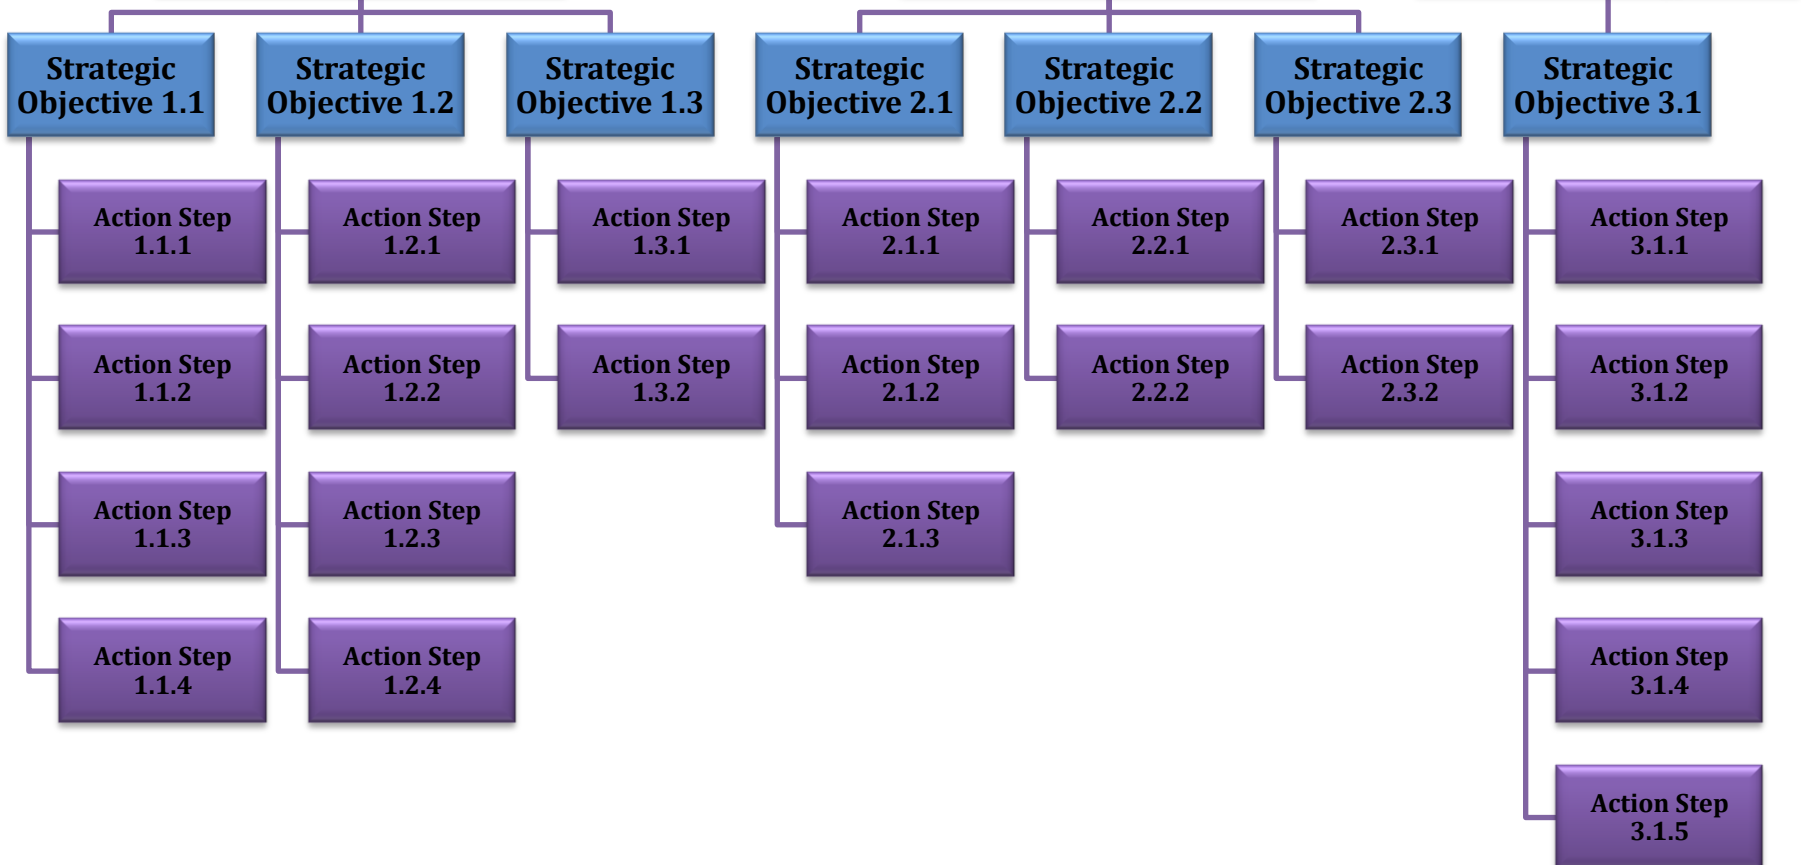 Strategic
Objective 1.1
Strategic
Objective 1.2
Strategic
Objective 1.3
Strategic
Objective 2.1
Strategic
Objective 2.2
Strategic
Objective 2.3
Strategic
Objective 3.1
Action Step
1.1.1
Action Step
1.2.1
Action Step
1.3.1
Action Step
2.1.1
Action Step
2.2.1
Action Step
2.3.1
Action Step
3.1.1
Action Step
1.1.2
Action Step
1.2.2
Action Step
1.3.2
Action Step
2.1.2
Action Step
2.2.2
Action Step
2.3.2
Action Step
3.1.2
Action Step
1.1.3
Action Step
1.2.3
Action Step
2.1.3
Action Step
3.1.3
Action Step
1.1.4
Action Step
1.2.4
Action Step
3.1.4
Action Step
3.1.5